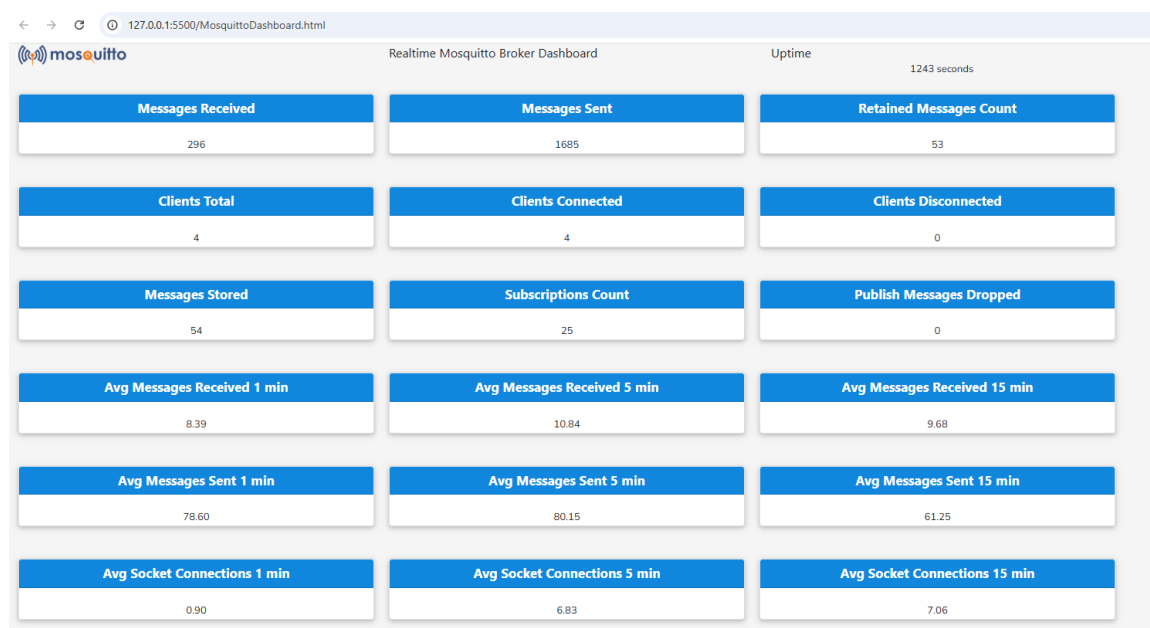 127.0.0.1:5500/MosquittoDashboard.html
mosquitto
Realtime Mosquitto Broker Dashboard
Uptime
1243 seconds
Messages Received
Messages Sent
Retained Messages Count
296
1685
53
Clients Total
Clients Connected
Clients Disconnected
4
4
0
Messages Stored
Subscriptions Count
Publish Messages Dropped
54
25
0
Avg Messages Received 1 min
Avg Messages Received 5 min
Avg Messages Received 15 min
8.39
10.84
9.68
Avg Messages Sent 1 min
Avg Messages Sent 5 min
Avg Messages Sent 15 min
78.60
80.15
61.25
Avg Socket Connections 1 min
Avg Socket Connections 5 min
Avg Socket Connections 15 min
0.90
6.83
7.06